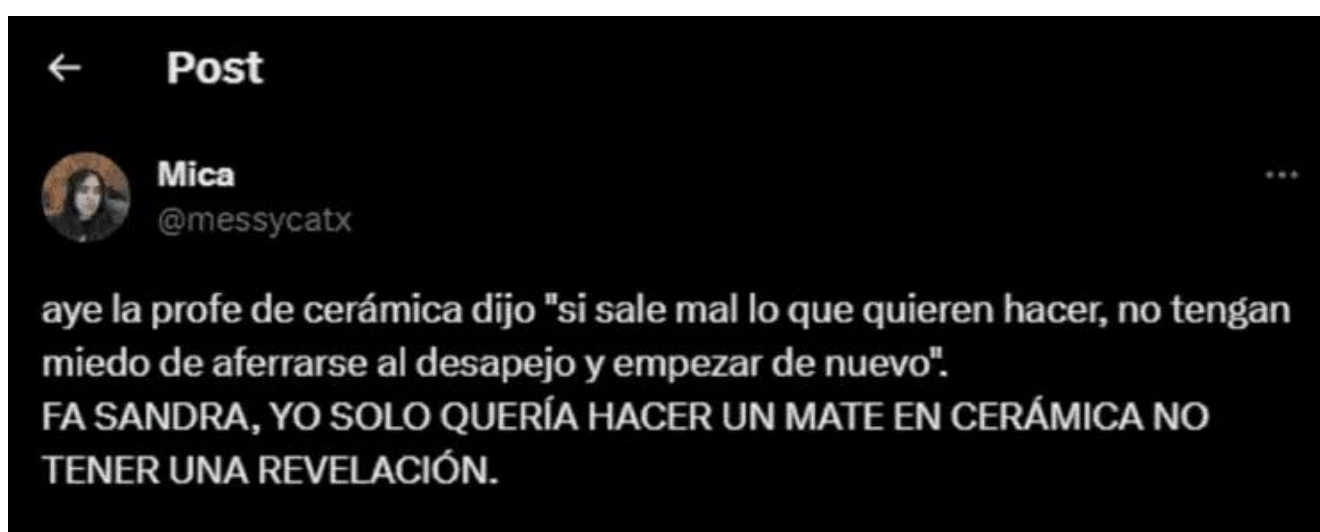 Post
Mica
@messycatx
aye la profe de cerámica dijo "si sale mal lo que quieren hacer, no tengan
miedo de aferrarse al desapejo y empezar de nuevo".
FA SANDRA, YO SOLO QUERÍA HACER UN MATE EN CERÁMICA NO
TENER UNA REVELACIÓN.